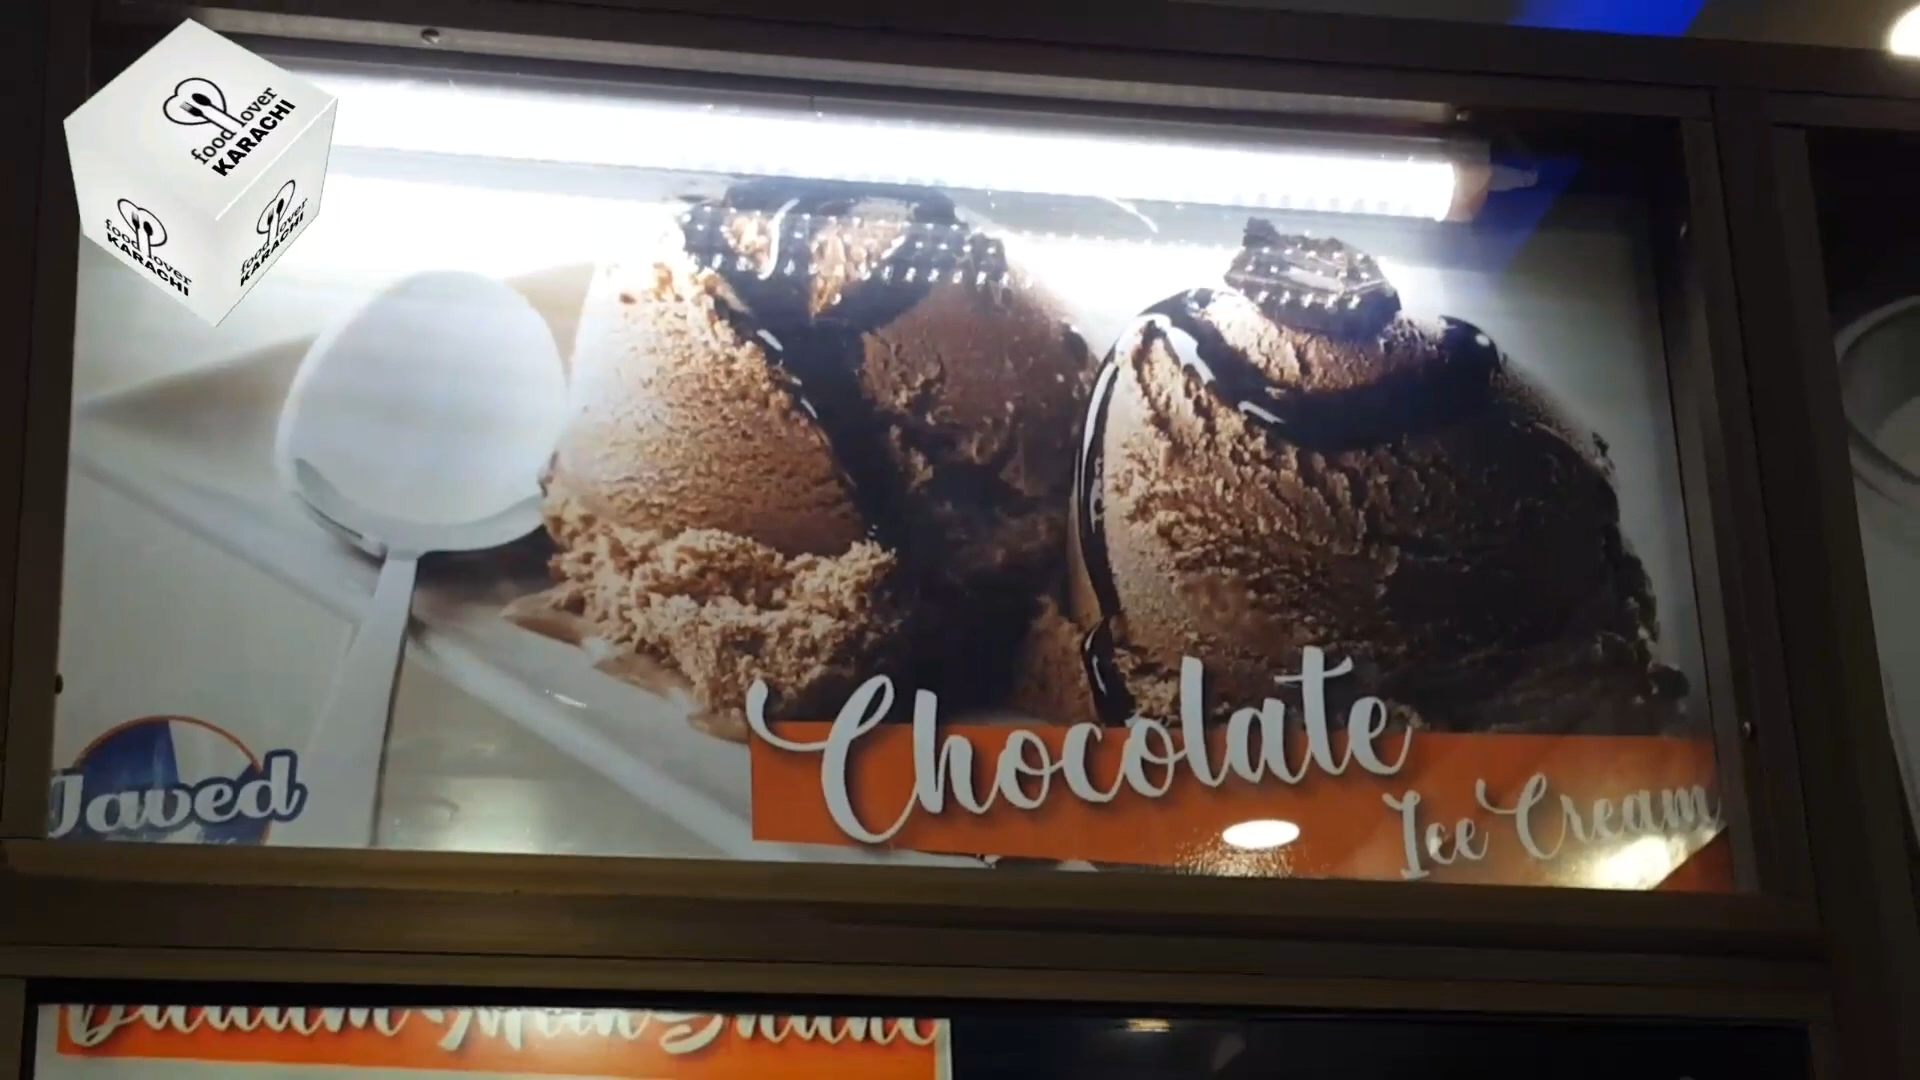 food lover
KARACHI
food lover
KARACHI
food lover
KARACHI
Chocolate
Ice Cream
Javed